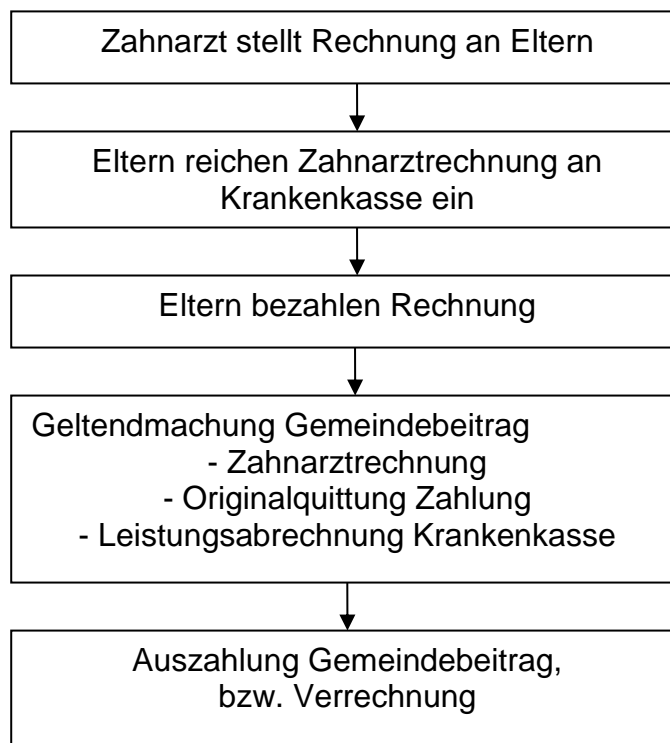 Zahnarzt stellt Rechnung an Eltern
Eltern reichen Zahnarztrechnung an
Krankenkasse ein
Eltern bezahlen Rechnung
Geltendmachung Gemeindebeitrag
- Zahnarztrechnung
- Originalquittung Zahlung
- Leistungsabrechnung Krankenkasse
Auszahlung Gemeindebeitrag,
bzw. Verrechnung